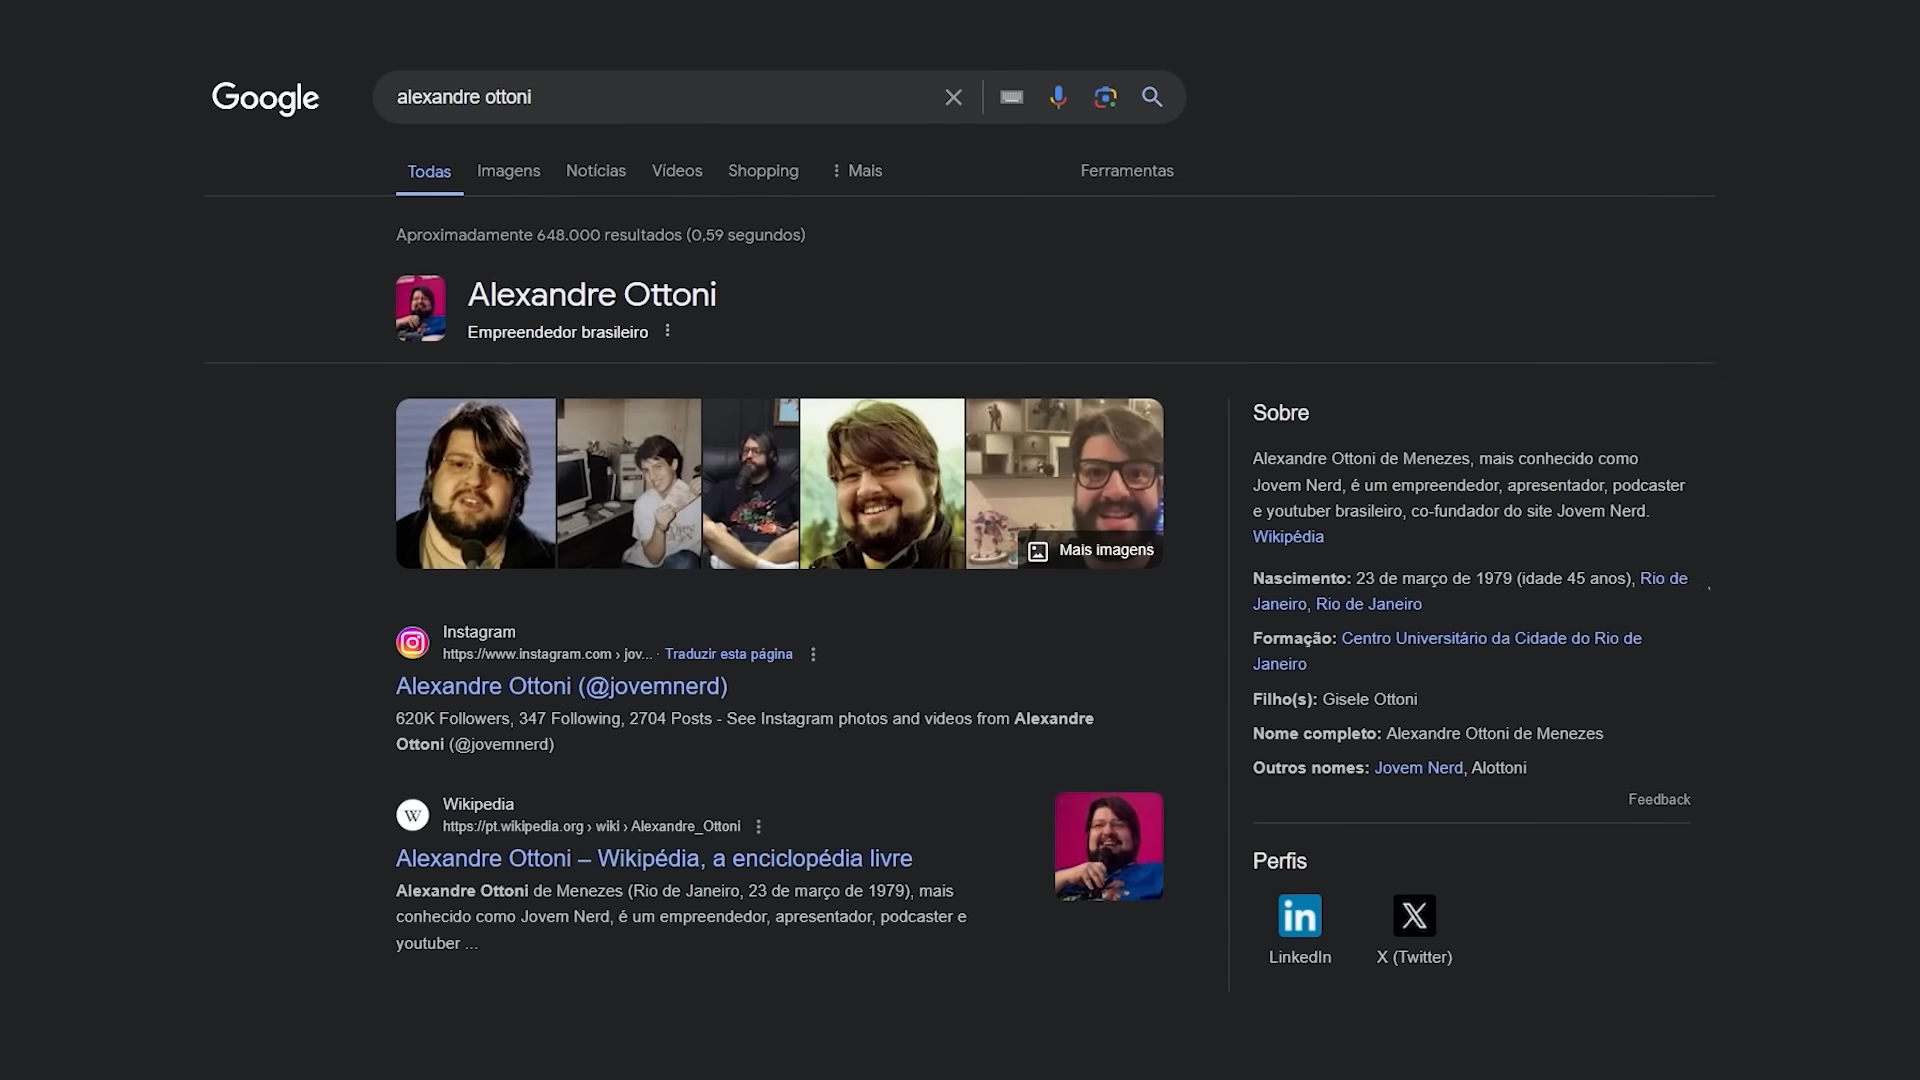 Google
alexandre ottoni
Todas
Imagens
Notícias
Vídeos
Shopping
Mais
Ferramentas
Aproximadamente 648.000 resultados (0,59 segundos)
Alexandre Ottoni
Empreendedor brasileiro
Mais imagens
Instagram
https://www.instagram.com › jov... · Traduzir esta página
Alexandre Ottoni (@jovemnerd)
620K Followers, 347 Following, 2704 Posts - See Instagram photos and videos from Alexandre
Ottoni (@jovemnerd)
W
Wikipedia
https://pt.wikipedia.org › wiki › Alexandre_Ottoni
Alexandre Ottoni – Wikipédia, a enciclopédia livre
Alexandre Ottoni de Menezes (Rio de Janeiro, 23 de março de 1979), mais
conhecido como Jovem Nerd, é um empreendedor, apresentador, podcaster e
youtuber ...
Sobre
Alexandre Ottoni de Menezes, mais conhecido como
Jovem Nerd, é um empreendedor, apresentador, podcaster
e youtuber brasileiro, co-fundador do site Jovem Nerd.
Wikipédia
Nascimento: 23 de março de 1979 (idade 45 anos), Rio de
Janeiro, Rio de Janeiro
Formação: Centro Universitário da Cidade do Rio de
Janeiro
Filho(s): Gisele Ottoni
Nome completo: Alexandre Ottoni de Menezes
Outros nomes: Jovem Nerd, Alottoni
Feedback
Perfis
in
X
LinkedIn
X (Twitter)